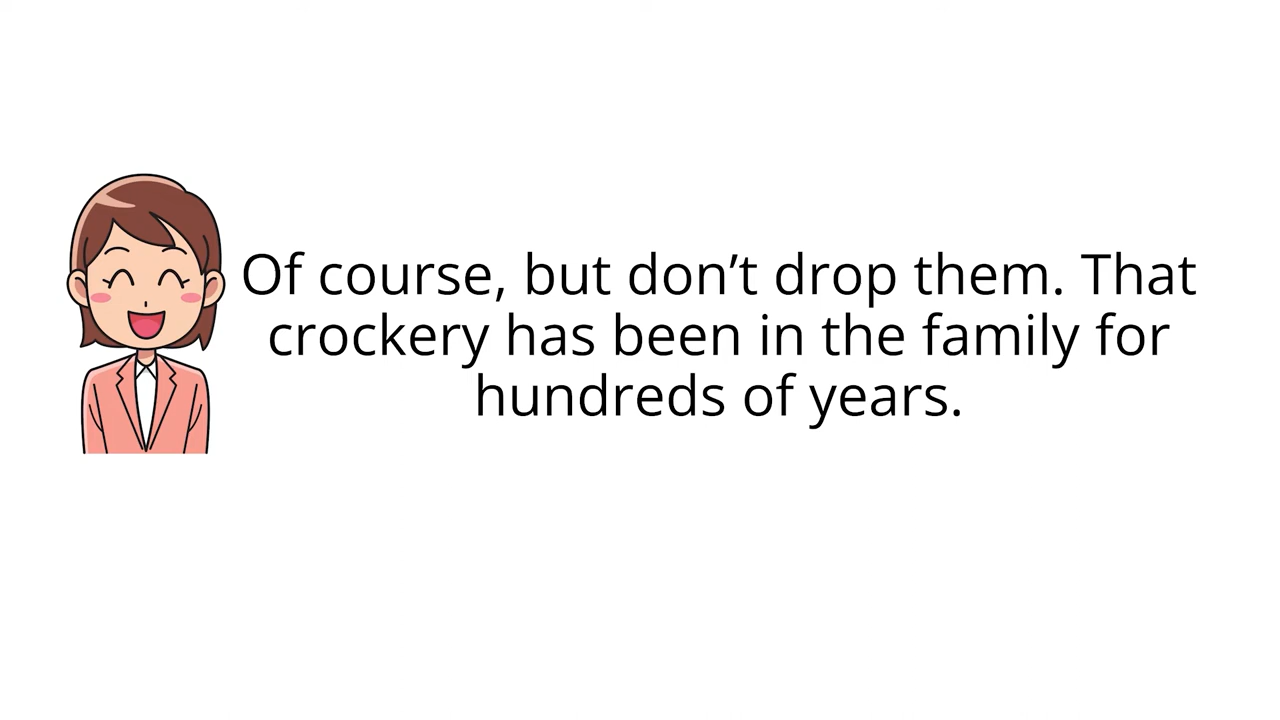 Of course, but don’t drop them. That
crockery has been in the family for
hundreds of years.